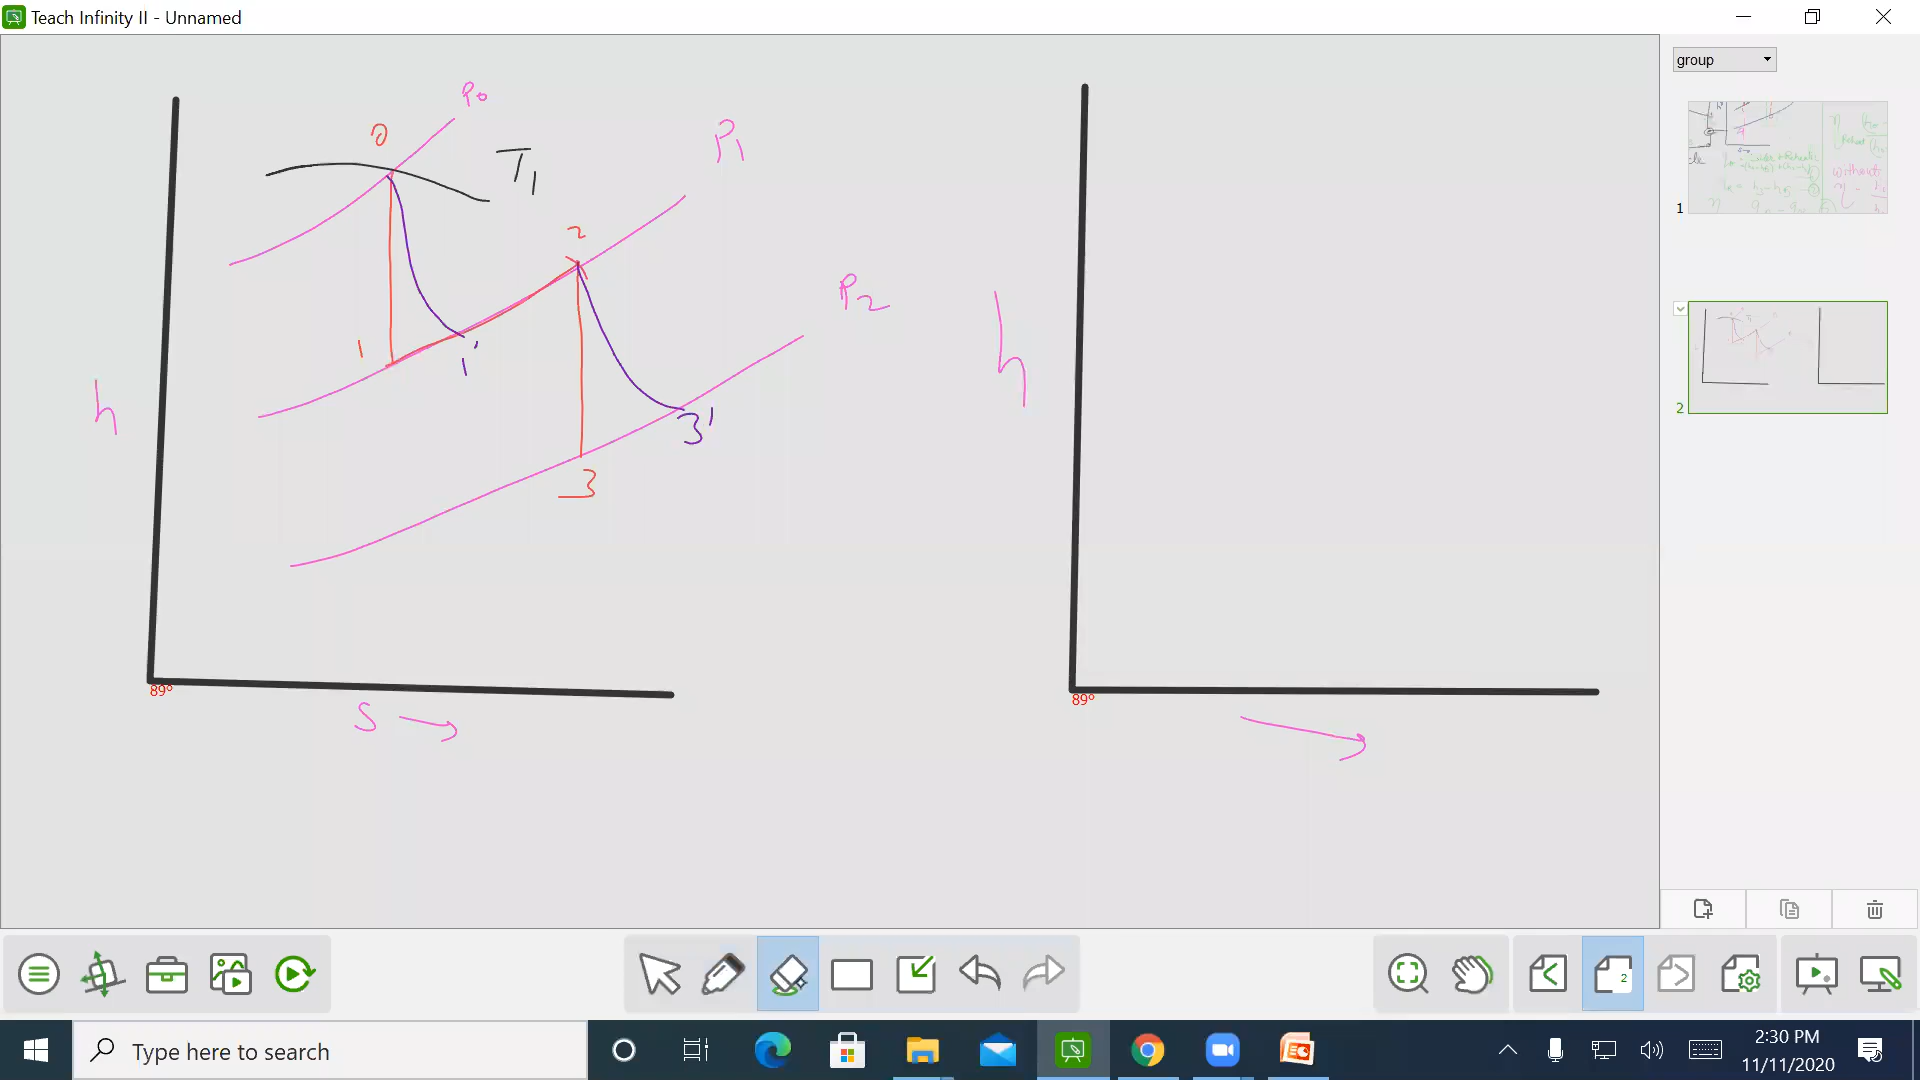 Teach Infinity II - Unnamed
group
P0
0
T1
P1
2
P2
1
1'
h
h
3'
3
89°
89°
S
1
2
2
Type here to search
2:30 PM
11/11/2020